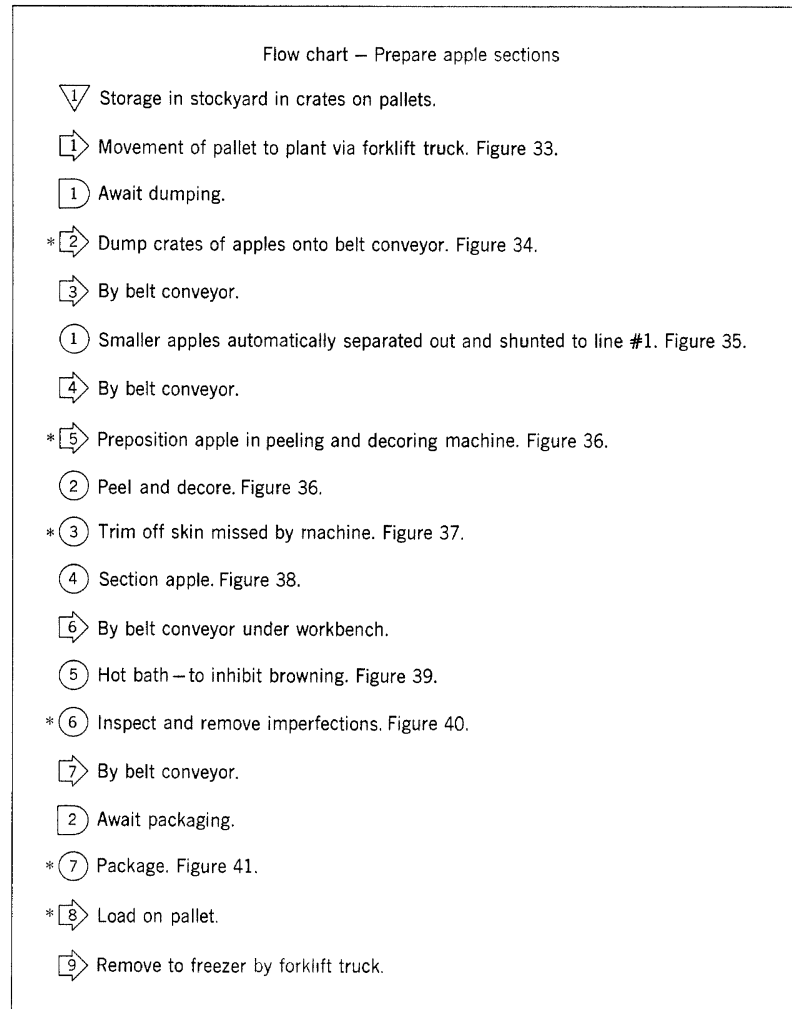 Flow chart — Prepare apple sections
1 Storage in stockyard in crates on pallets.
1 Movement of pallet to plant via forklift truck. Figure 33.
1 Await dumping.
* 2 Dump crates of apples onto belt conveyor. Figure 34.
3 By belt conveyor.
1 Smaller apples automatically separated out and shunted to line #1. Figure 35.
4 By belt conveyor.
* 5 Preposition apple in peeling and decoring machine. Figure 36.
2 Peel and decore. Figure 36.
* 3 Trim off skin missed by machine. Figure 37.
4 Section apple. Figure 38.
6 By belt conveyor under workbench.
5 Hot bath — to inhibit browning. Figure 39.
* 6 Inspect and remove imperfections. Figure 40.
7 By belt conveyor.
2 Await packaging.
* 7 Package. Figure 41.
* 8 Load on pallet.
9 Remove to freezer by forklift truck.